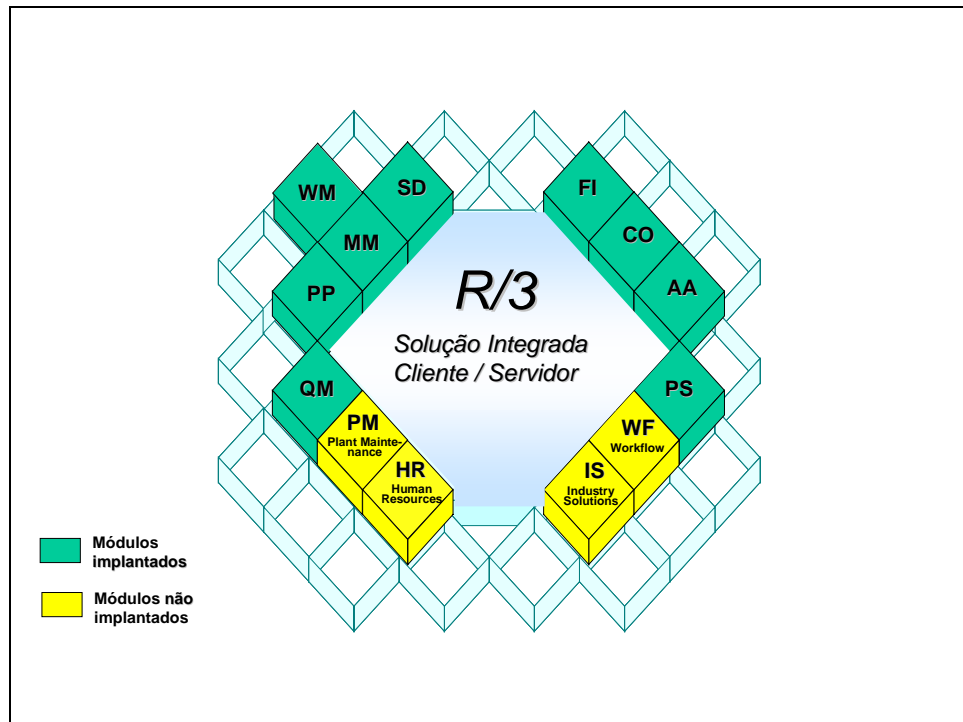 WM
SD
MM
PP
QM
PM
Plant Mainte-
nance
HR
Human
Resources
R/3
Solução Integrada
Cliente / Servidor
FI
CO
AA
PS
WF
Workflow
IS
Industry
Solutions
Módulos
implantados
Módulos não
implantados